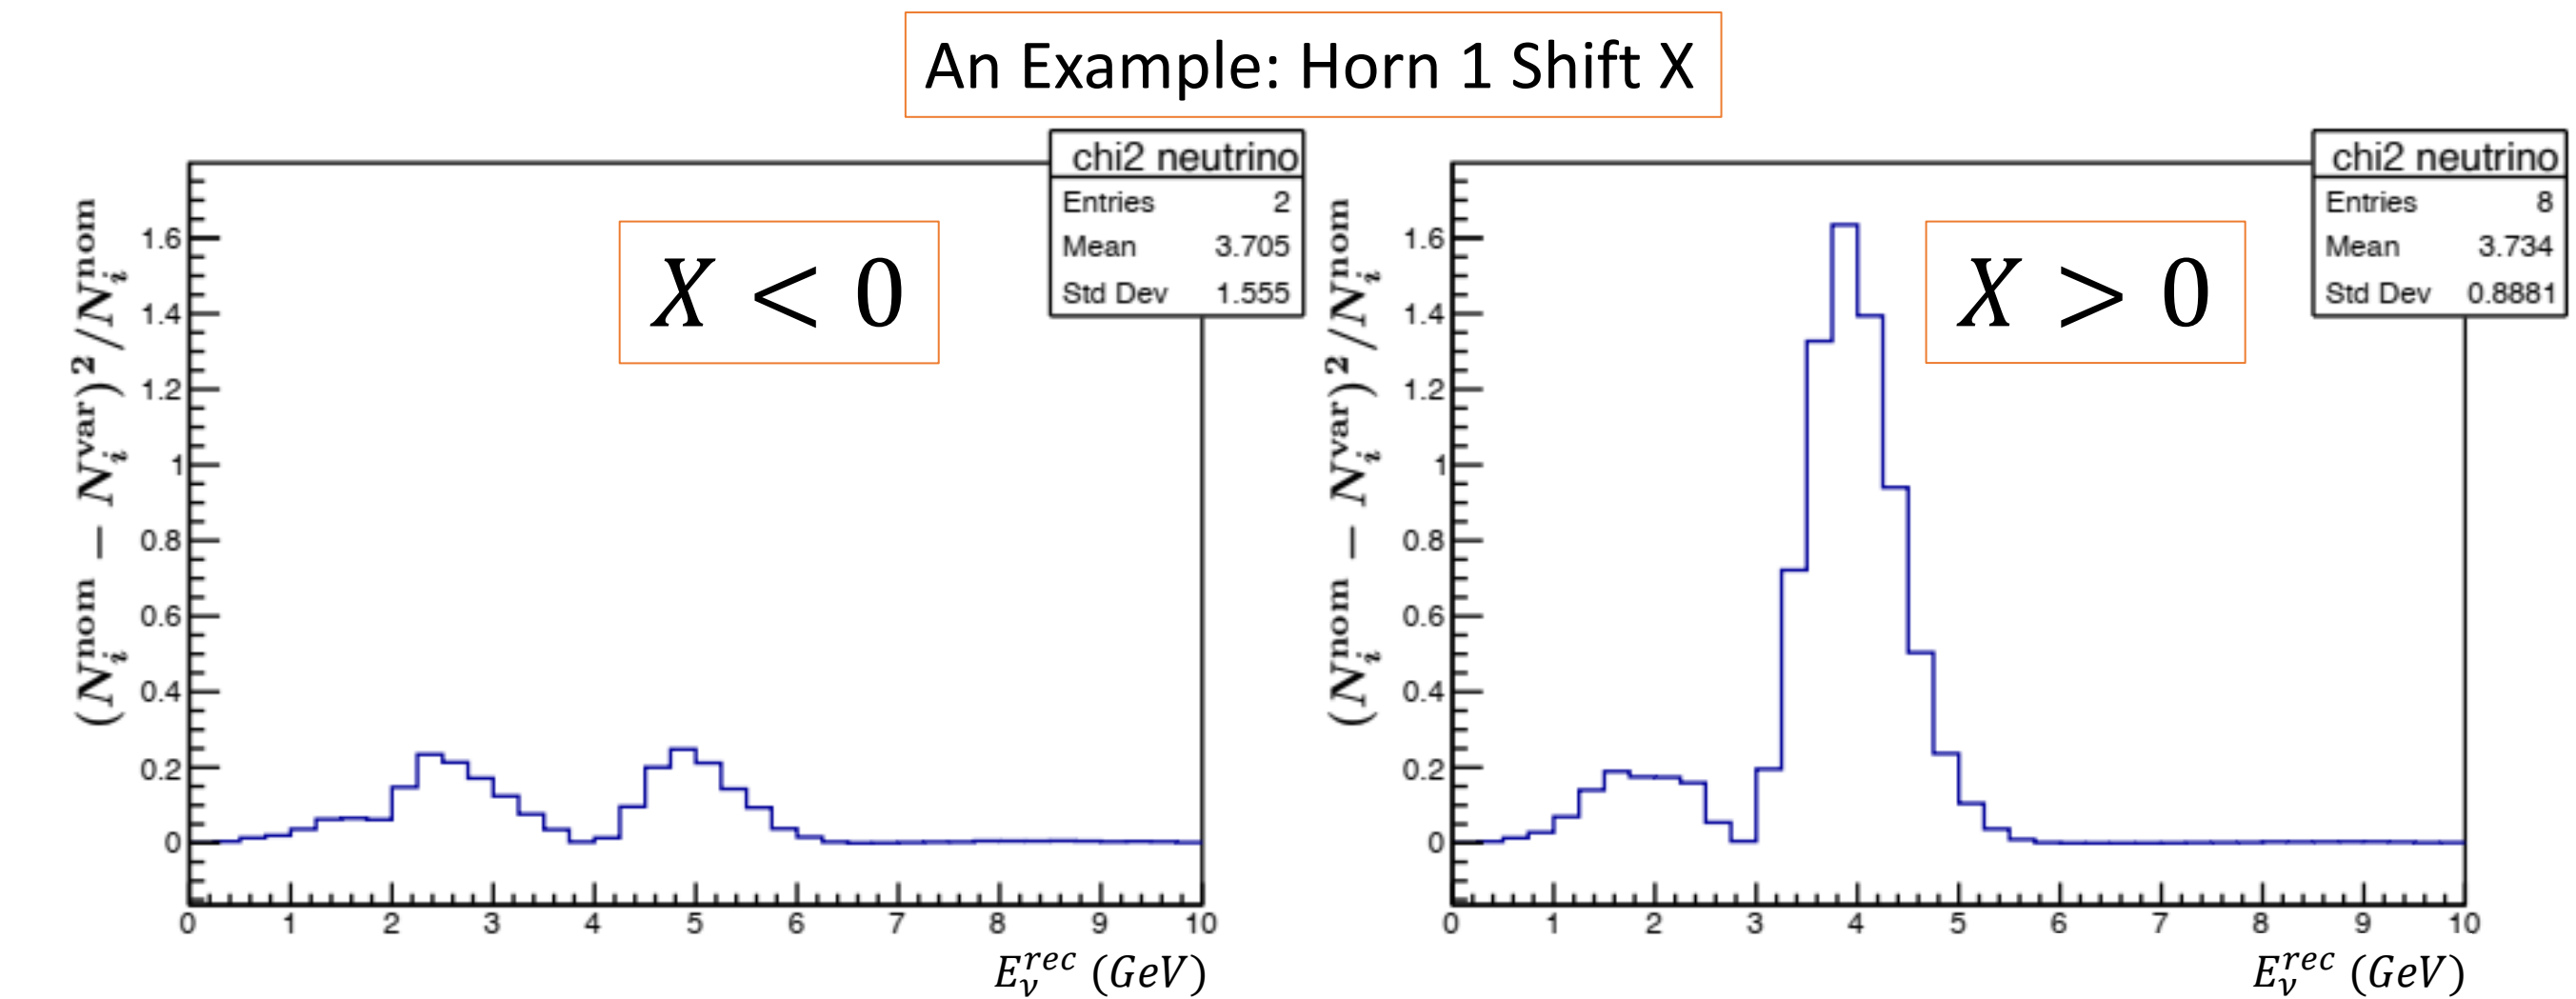 An Example: Horn 1 Shift X
chi2 neutrino
Entries 2
Mean 3.705
Std Dev 1.555
X < 0
(N_i^nom − N_i^var)^2/N_i^nom
1.6
1.4
1.2
1
0.8
0.6
0.4
0.2
0
0 1 2 3 4 5 6 7 8 9 10
E_ν^rec (GeV)
chi2 neutrino
Entries 8
Mean 3.734
Std Dev 0.8881
X > 0
(N_i^nom − N_i^var)^2/N_i^nom
1.6
1.4
1.2
1
0.8
0.6
0.4
0.2
0
0 1 2 3 4 5 6 7 8 9 10
E_ν^rec (GeV)